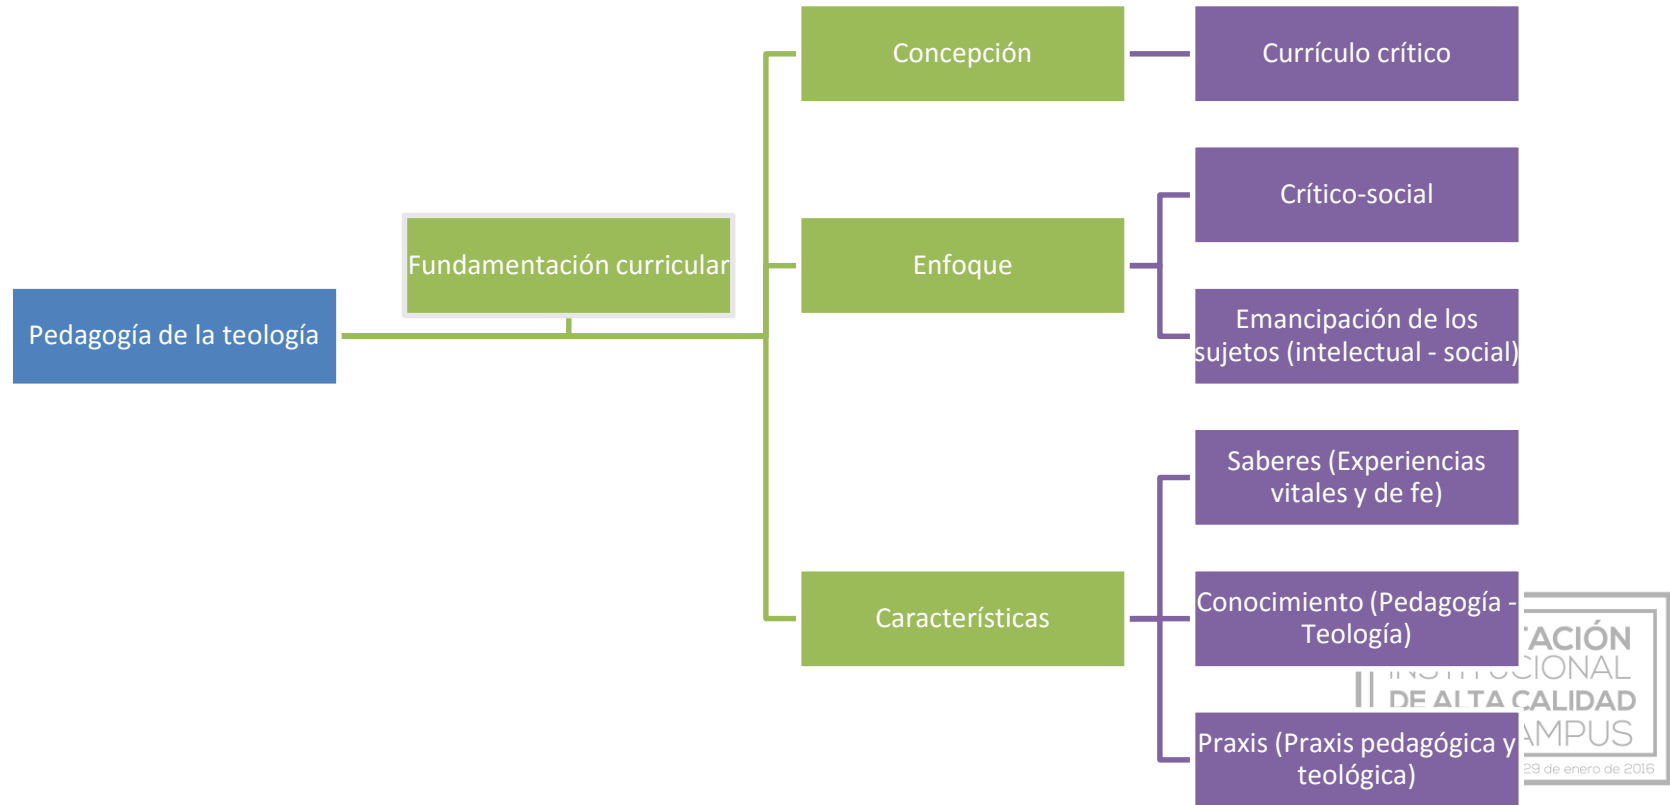 Pedagogía de la teología
Fundamentación curricular
Concepción
Currículo crítico
Enfoque
Crítico-social
Emancipación de los
sujetos (intelectual - social)
Características
Saberes (Experiencias
vitales y de fe)
Conocimiento (Pedagogía -
Teología)
Praxis (Praxis pedagógica y
teológica)
DE ALTA CALIDAD
29 de enero de 2016